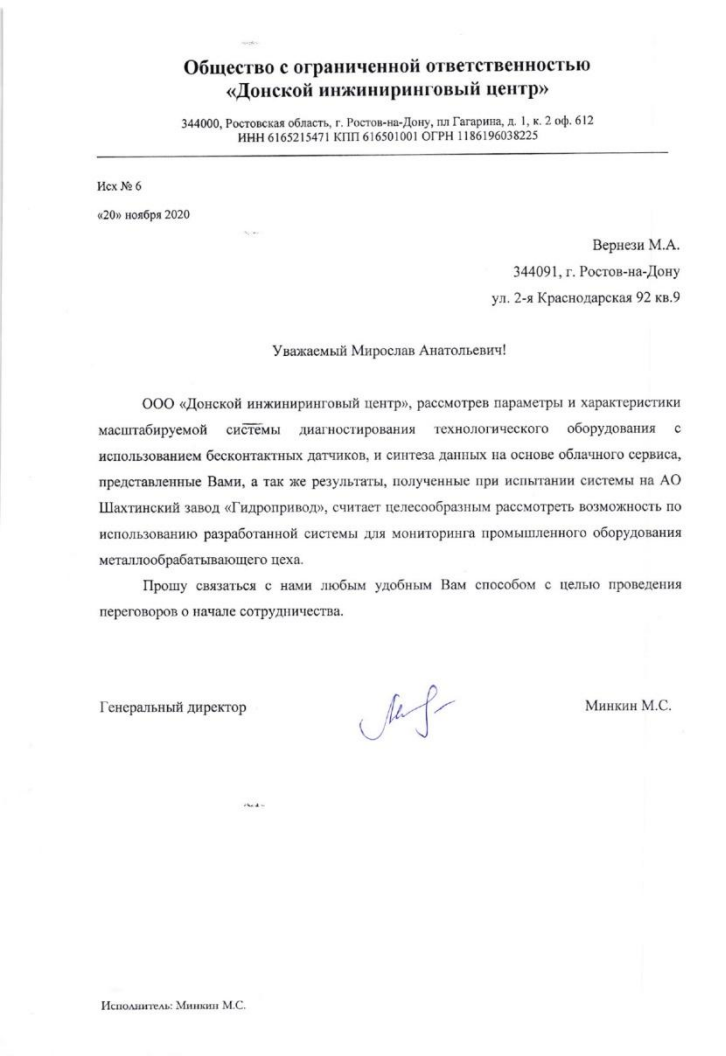 Общество с ограниченной ответственностью
«Донской инжиниринговый центр»
344000, Ростовская область, г. Ростов-на-Дону, пл Гагарина, д. 1, к. 2 оф. 612
ИНН 6165215471 КПП 616501001 ОГРН 1186196038225
Исх № 6
«20» ноября 2020
Вернези М.А.
344091, г. Ростов-на-Дону
ул. 2-я Краснодарская 92 кв.9
Уважаемый Мирослав Анатольевич!
ООО «Донской инжиниринговый центр», рассмотрев параметры и характеристики
масштабируемой системы диагностирования технологического оборудования с
использованием бесконтактных датчиков, и синтеза данных на основе облачного сервиса,
представленные Вами, а так же результаты, полученные при испытании системы на АО
Шахтинский завод «Гидропривод», считает целесообразным рассмотреть возможность по
использованию разработанной системы для мониторинга промышленного оборудования
металлообрабатывающего цеха.
Прошу связаться с нами любым удобным Вам способом с целью проведения
переговоров о начале сотрудничества.
Генеральный директор Минкин М.С.
Исполнитель: Минкин М.С.